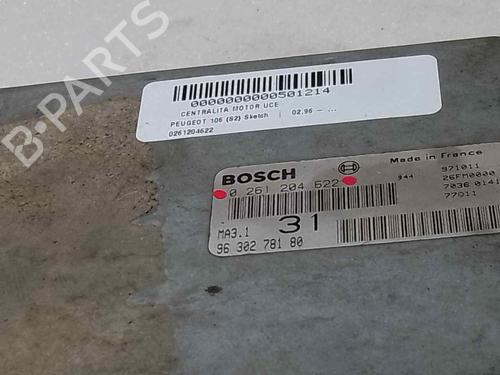 B-PARTS
0000000000501214
CENTRALITA MOTOR UCE
PEUGEOT 106 (S2) Sketch | 02.96 – ...
0261204622
BOSCH
Made in France
0 261 204 622
944
971011
26FM0000
7036 0141
77011
MA3.1
31
96 302 781 80